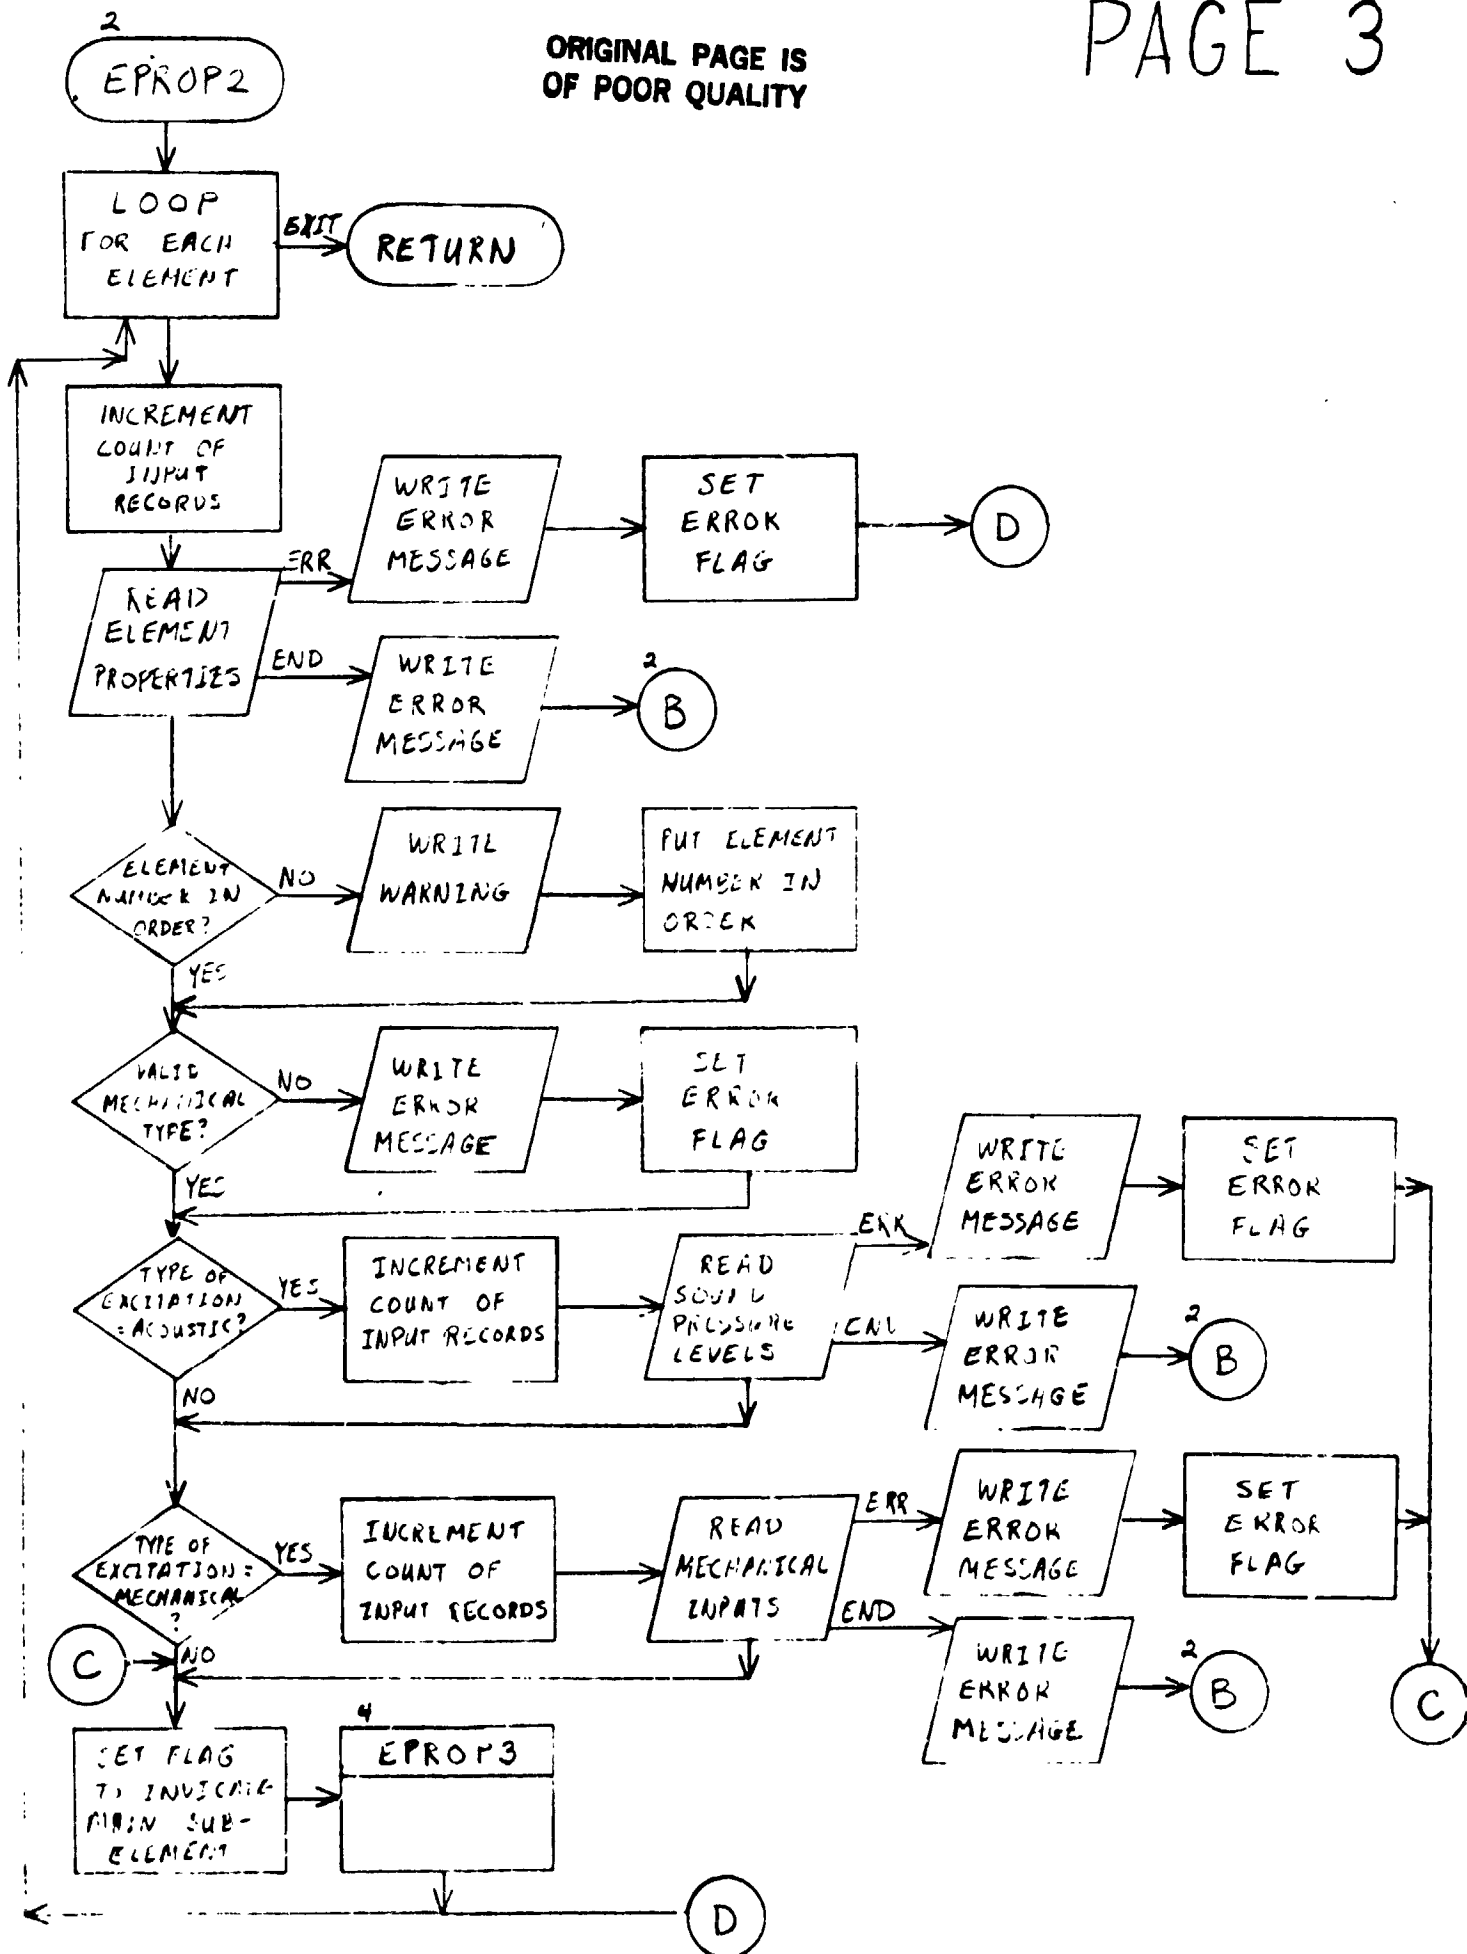 PAGE 3
ORIGINAL PAGE IS
OF POOR QUALITY
2
EPROP2
LOOP
FOR EACH
ELEMENT
EXIT
RETURN
INCREMENT
COUNT OF
INPUT
RECORDS
READ
ELEMENT
PROPERTIES
ERR
WRITE
ERROR
MESSAGE
SET
ERROR
FLAG
D
END
WRITE
ERROR
MESSAGE
2
B
ELEMENT
NUMBER IN
ORDER?
NO
WRITE
WARNING
PUT ELEMENT
NUMBER IN
ORDER
YES
VALID
MECHANICAL
TYPE?
NO
WRITE
ERROR
MESSAGE
SET
ERROR
FLAG
YES
TYPE OF
EXCITATION
=ACOUSTIC?
YES
INCREMENT
COUNT OF
INPUT RECORDS
READ
SOUND
PRESSURE
LEVELS
ERR
WRITE
ERROR
MESSAGE
SET
ERROR
FLAG
END
WRITE
ERROR
MESSAGE
2
B
NO
TYPE OF
EXCITATION=
MECHANICAL
?
YES
INCREMENT
COUNT OF
INPUT RECORDS
READ
MECHANICAL
INPUTS
ERR
WRITE
ERROR
MESSAGE
SET
ERROR
FLAG
END
WRITE
ERROR
MESSAGE
2
B
C
C
NO
SET FLAG
TO INDICATE
MAIN SUB-
ELEMENT
4
EPROP3
D